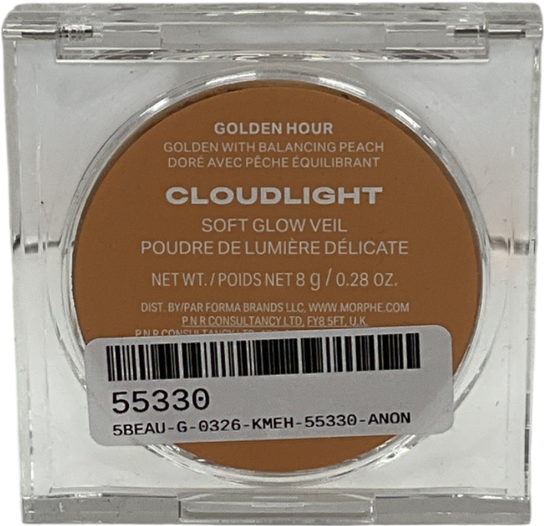 GOLDEN HOUR
GOLDEN WITH BALANCING PEACH
DORÉ AVEC PÊCHE ÉQUILIBRANT
CLOUDLIGHT
SOFT GLOW VEIL
POUDRE DE LUMIÈRE DÉLICATE
NET WT. / POIDS NET 8 g / 0.28 OZ.
DIST. BY/PAR FORMA BRANDS LLC, WWW.MORPHE.COM
P.N.R CONSULTANCY LTD, FY8 5FT, U.K.
P.N.R CONSULTANCY LTD
55330
5BEAU-G-0326-KMEH-55330-ANON